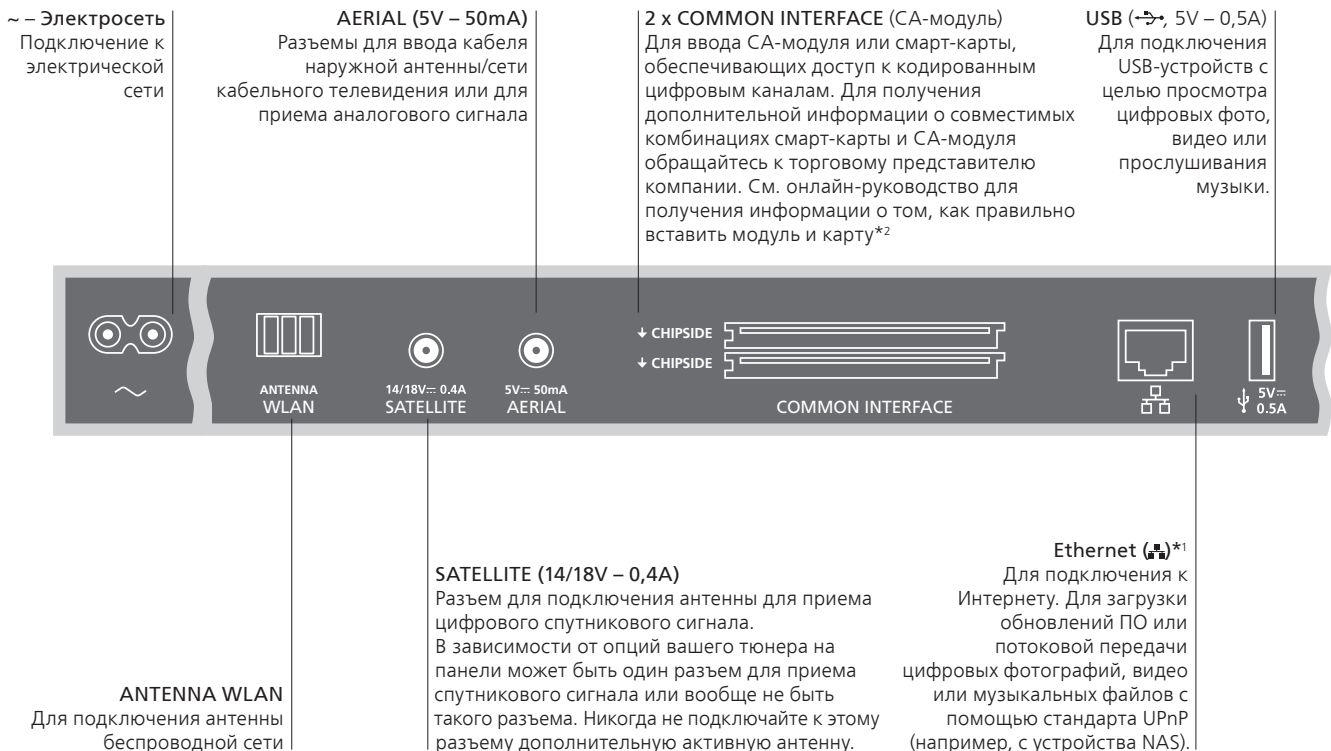 ~ – Электросеть
Подключение к
электрической
сети
AERIAL (5V – 50mA)
Разъемы для ввода кабеля
наружной антенны/сети
кабельного телевидения или для
приема аналогового сигнала
2 x COMMON INTERFACE (CA-модуль)
Для ввода CA-модуля или смарт-карты,
обеспечивающих доступ к кодированным
цифровым каналам. Для получения
дополнительной информации о совместимых
комбинациях смарт-карты и CA-модуля
обращайтесь к торговому представителю
компании. См. онлайн-руководство для
получения информации о том, как правильно
вставить модуль и карту*2
USB (, 5V – 0,5A)
Для подключения
USB-устройств с
целью просмотра
цифровых фото,
видео или
прослушивания
музыки.
CHIPSIDE
CHIPSIDE
ANTENNA
WLAN
14/18V⎓ 0.4A
SATELLITE
5V⎓ 50mA
AERIAL
COMMON INTERFACE
5V⎓
0.5A
ANTENNA WLAN
Для подключения антенны
беспроводной сети
SATELLITE (14/18V – 0,4A)
Разъем для подключения антенны для приема
цифрового спутникового сигнала.
В зависимости от опций вашего тюнера на
панели может быть один разъем для приема
спутникового сигнала или вообще не быть
такого разъема. Никогда не подключайте к этому
разъему дополнительную активную антенну.
Ethernet ()*1
Для подключения к
Интернету. Для загрузки
обновлений ПО или
потоковой передачи
цифровых фотографий, видео
или музыкальных файлов с
помощью стандарта UPnP
(например, с устройства NAS).